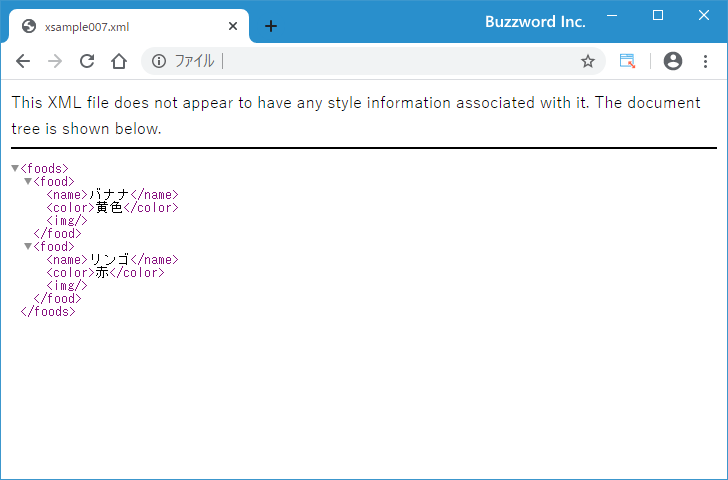 xsample007.xml
Buzzword Inc.
ファイル
This XML file does not appear to have any style information associated with it. The document
tree is shown below.
<foods>
<food>
<name>バナナ</name>
<color>黄色</color>
<img/>
</food>
<food>
<name>リンゴ</name>
<color>赤</color>
<img/>
</food>
</foods>